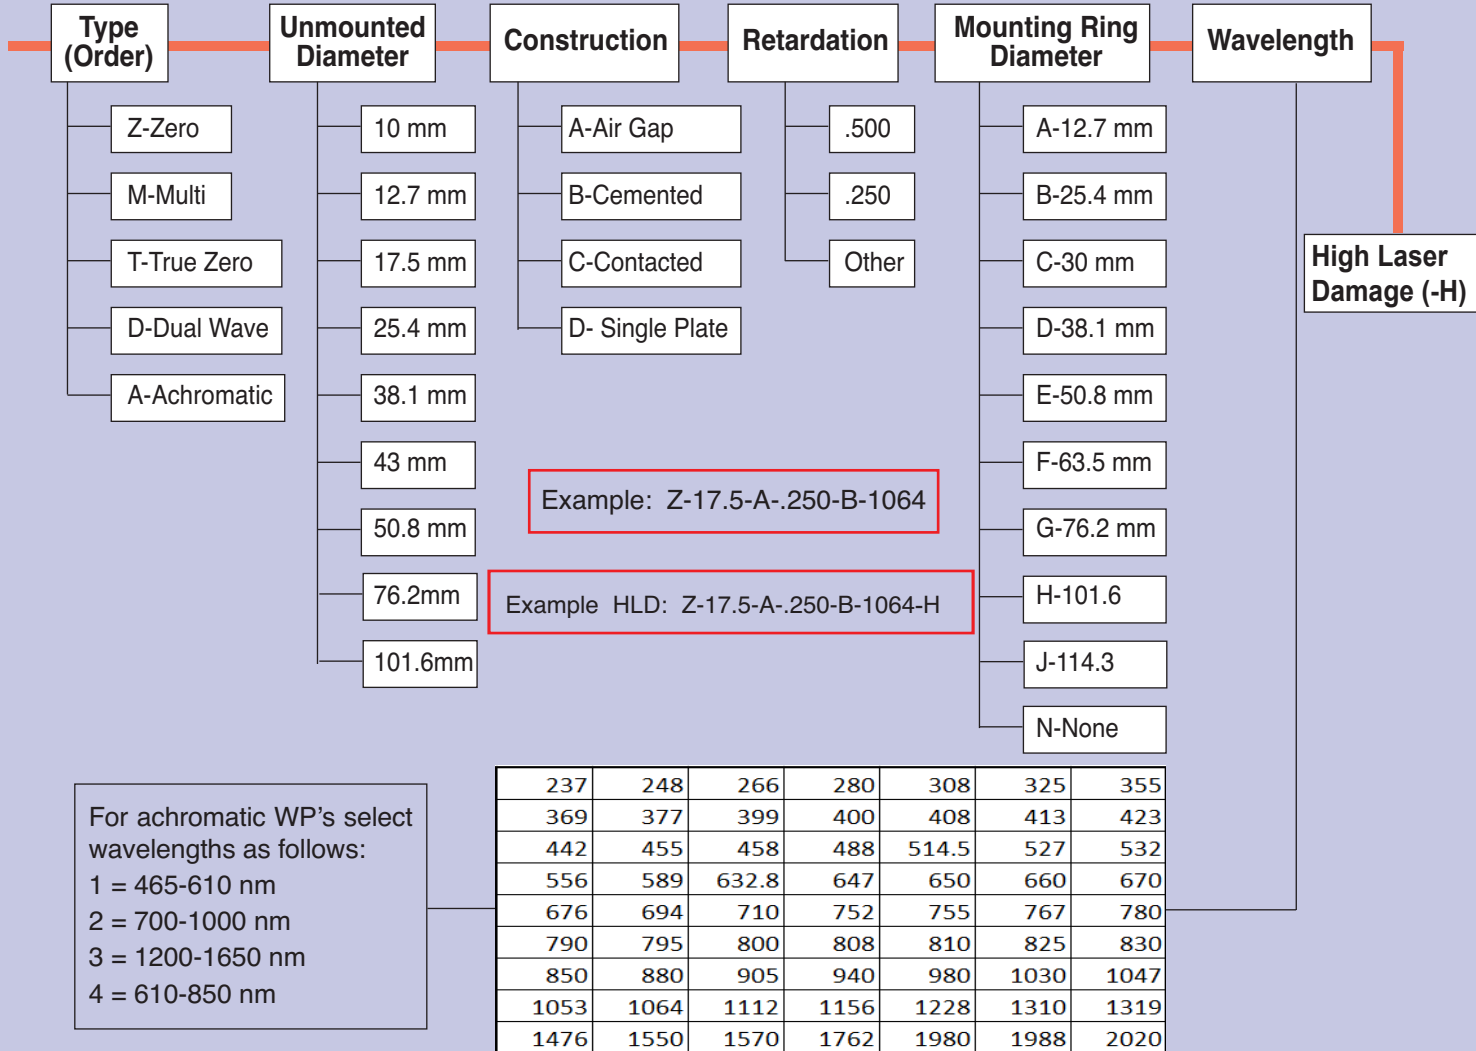 Type
(Order)
Unmounted
Diameter
Construction
Retardation
Mounting Ring
Diameter
Wavelength
Z-Zero
M-Multi
T-True Zero
D-Dual Wave
A-Achromatic
10 mm
12.7 mm
17.5 mm
25.4 mm
38.1 mm
43 mm
50.8 mm
76.2mm
101.6mm
A-Air Gap
B-Cemented
C-Contacted
D- Single Plate
.500
.250
Other
A-12.7 mm
B-25.4 mm
C-30 mm
D-38.1 mm
E-50.8 mm
F-63.5 mm
G-76.2 mm
H-101.6
J-114.3
N-None
High Laser
Damage (-H)
Example: Z-17.5-A-.250-B-1064
Example HLD: Z-17.5-A-.250-B-1064-H
For achromatic WP's select
wavelengths as follows:
1 = 465-610 nm
2 = 700-1000 nm
3 = 1200-1650 nm
4 = 610-850 nm
237 248 266 280 308 325 355
369 377 399 400 408 413 423
442 455 458 488 514.5 527 532
556 589 632.8 647 650 660 670
676 694 710 752 755 767 780
790 795 800 808 810 825 830
850 880 905 940 980 1030 1047
1053 1064 1112 1156 1228 1310 1319
1476 1550 1570 1762 1980 1988 2020